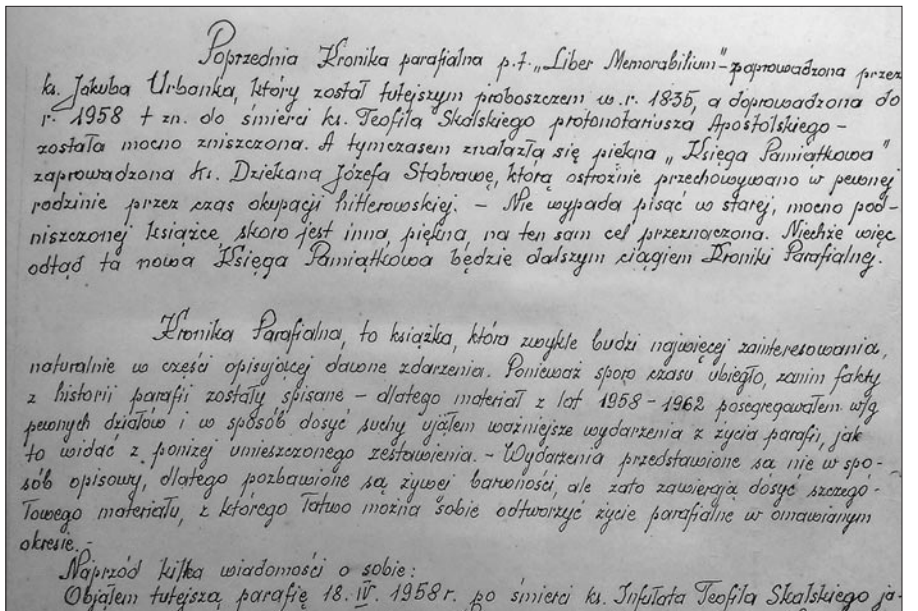 Poprzednia Kronika parafialna p.t. „Liber Memorabilium" - zaprowadzona przez
ks. Jakuba Urbanka, który został tutejszym proboszczem w.r. 1835, a doprowadzona do
r. 1958 t zn. do śmierci ks. Teofila Skalskiego protonotariusza Apostolskiego -
została mocno zniszczona. A tymczasem znalazła się piękna „Księga Pamiątkowa"
zaprowadzona Ks. Dziekana Józefa Stabrawę, którą ostrożnie przechowywano w pewnej
rodzinie przez czas okupacji hitlerowskiej. - Nie wypada pisać w starej, mocno pod-
niszczonej książce, skoro jest inna, piękna, na ten sam cel przeznaczona. Niechże więc
odtąd ta nowa Księga Pamiątkowa będzie dalszym ciągiem Kroniki Parafialnej.
Kronika Parafialna, to książka, która zwykle budzi najwięcej zainteresowania,
naturalnie w części opisującej dawne zdarzenia. Ponieważ sporo czasu ubiegło, zanim fakty
z historii parafii zostały spisane - dlatego materiał z lat 1958 - 1962 posegregowałem wg
pewnych działów i w sposób dosyć suchy ująłem ważniejsze wydarzenia z życia parafii, jak
to widać z poniżej umieszczonego zestawienia. - Wydarzenia przedstawione są nie w spo-
sób opisowy, dlatego pozbawione są żywej barwności, ale zato zawierają dosyć szczegó-
łowego materiału, z którego łatwo można sobie odtworzyć życie parafialne w omawianym
okresie. -
Naprzód kilka wiadomości o sobie:
Objąłem tutejszą parafię 18. IV. 1958 r. po śmierci ks. Infułata Teofila Skalskiego ja-